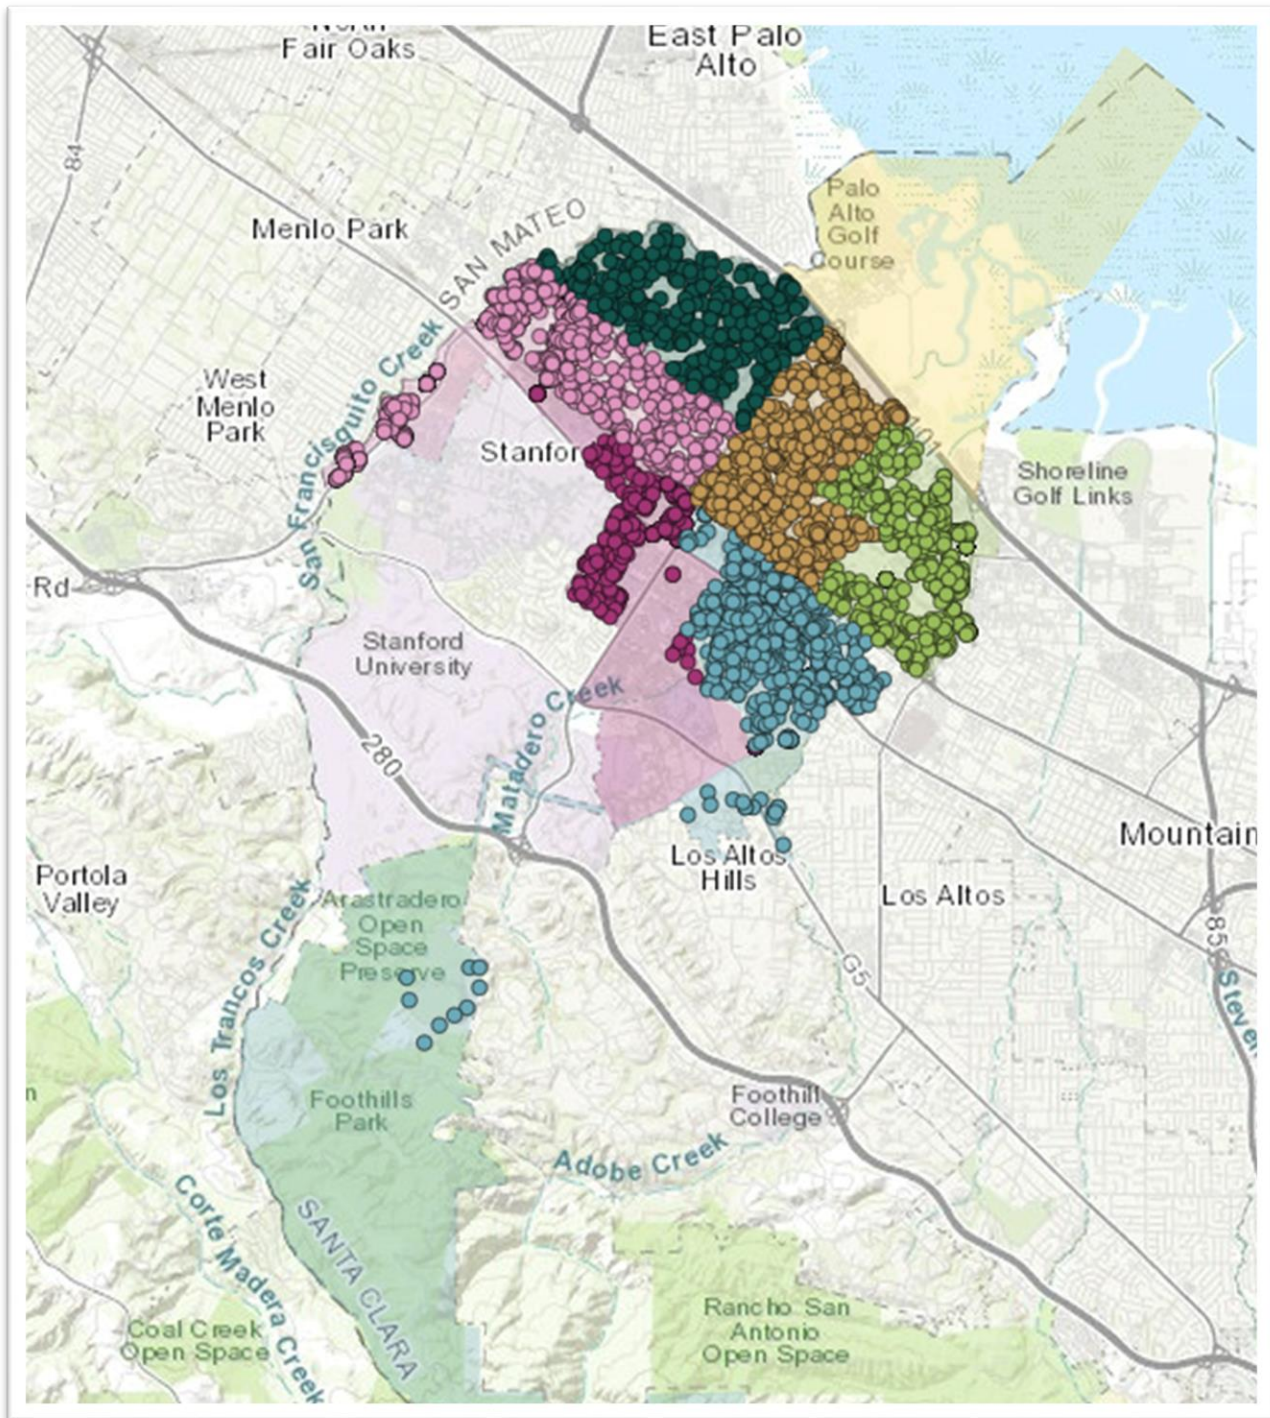 Fair Oaks
East Palo
Alto
84
Palo
Alto
Golf
Course
Menlo Park
SAN MATEO
San Francisquito Creek
West
Menlo
Park
Stanfor
101
Shoreline
Golf Links
Rd
Stanford
University
Matadero Creek
280
Mountain
Los Altos
Hills
Los Altos
Portola
Valley
Arastradero
Open
Space
Preserve
85
G5
Los Trancos Creek
Foothills
Park
Foothill
College
Adobe Creek
Corte Madera Creek
SANTA CLARA
Coal Creek
Open Space
Rancho San
Antonio
Open Space